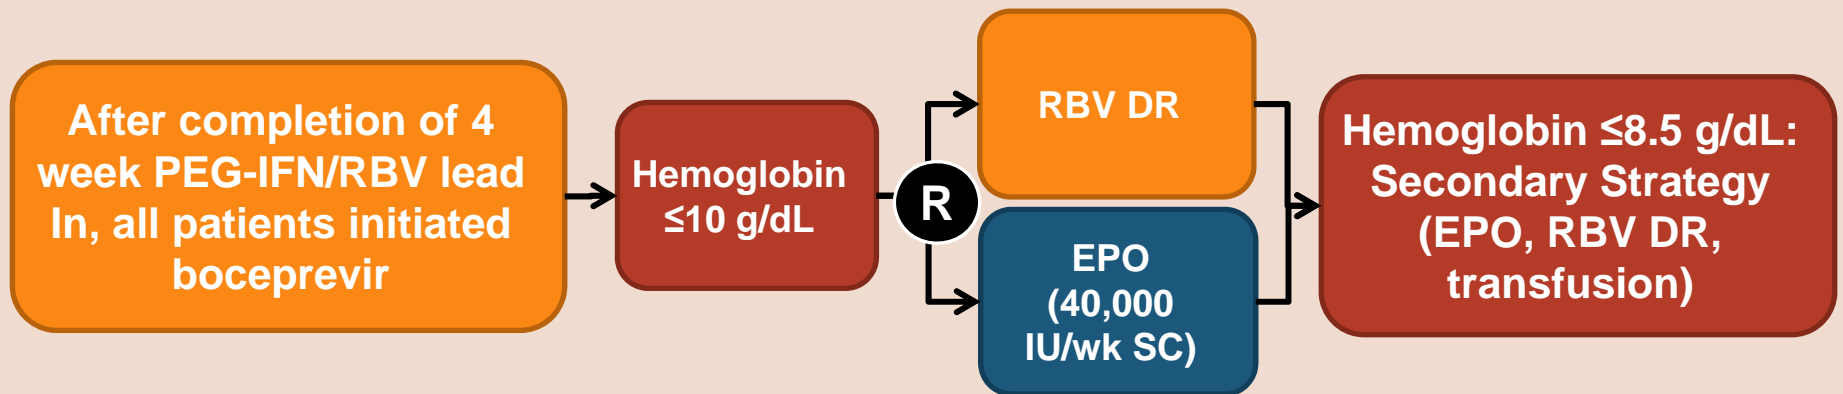 After completion of 4
week PEG-IFN/RBV lead
In, all patients initiated
boceprevir
Hemoglobin
≤10 g/dL
R
RBV DR
EPO
(40,000
IU/wk SC)
Hemoglobin ≤8.5 g/dL:
Secondary Strategy
(EPO, RBV DR,
transfusion)